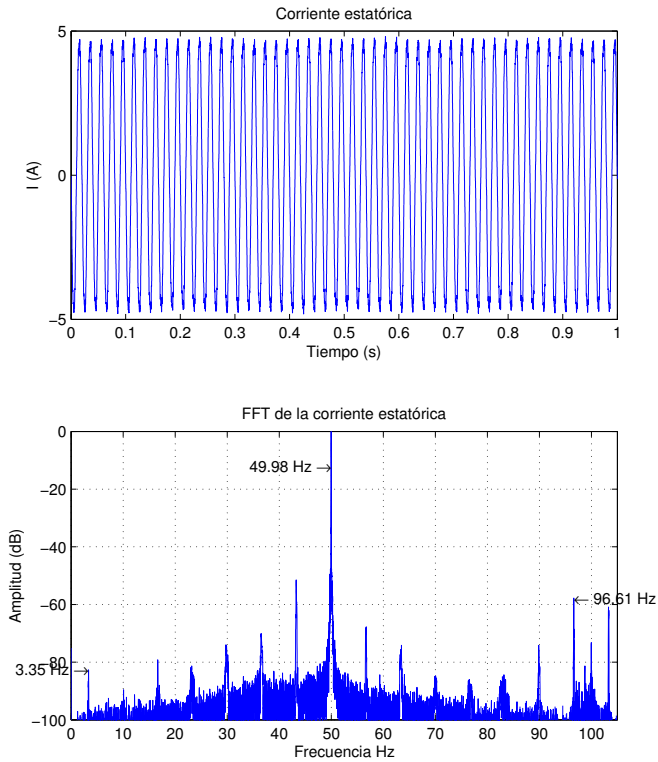 Corriente estatórica
5
0
−5
I (A)
0 0.1 0.2 0.3 0.4 0.5 0.6 0.7 0.8 0.9 1
Tiempo (s)
FFT de la corriente estatórica
0
−20
−40
−60
−80
−100
Amplitud (dB)
49.98 Hz →
← 96.61 Hz
3.35 Hz →
0 10 20 30 40 50 60 70 80 90 100
Frecuencia Hz